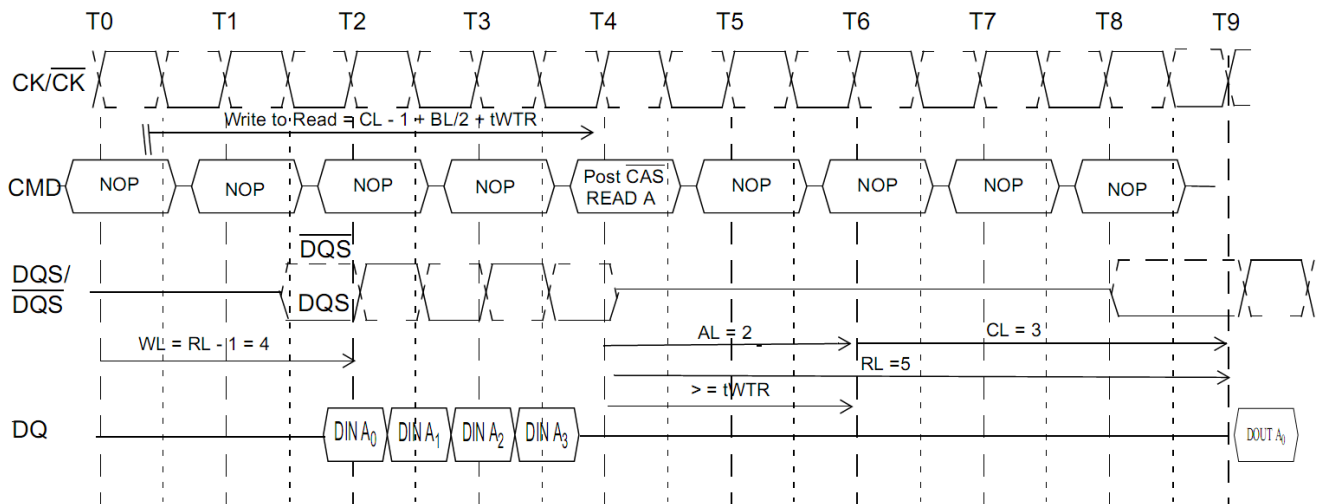 T0 T1 T2 T3 T4 T5 T6 T7 T8 T9
CK/CK
Write to Read = CL - 1 + BL/2 + tWTR
CMD NOP NOP NOP NOP Post CAS READ A NOP NOP NOP NOP
DQS
DQS/
DQS
DQS
WL = RL - 1 = 4
AL = 2
CL = 3
RL =5
> = tWTR
DQ DIN A0 DIN A1 DIN A2 DIN A3 DOUT A0